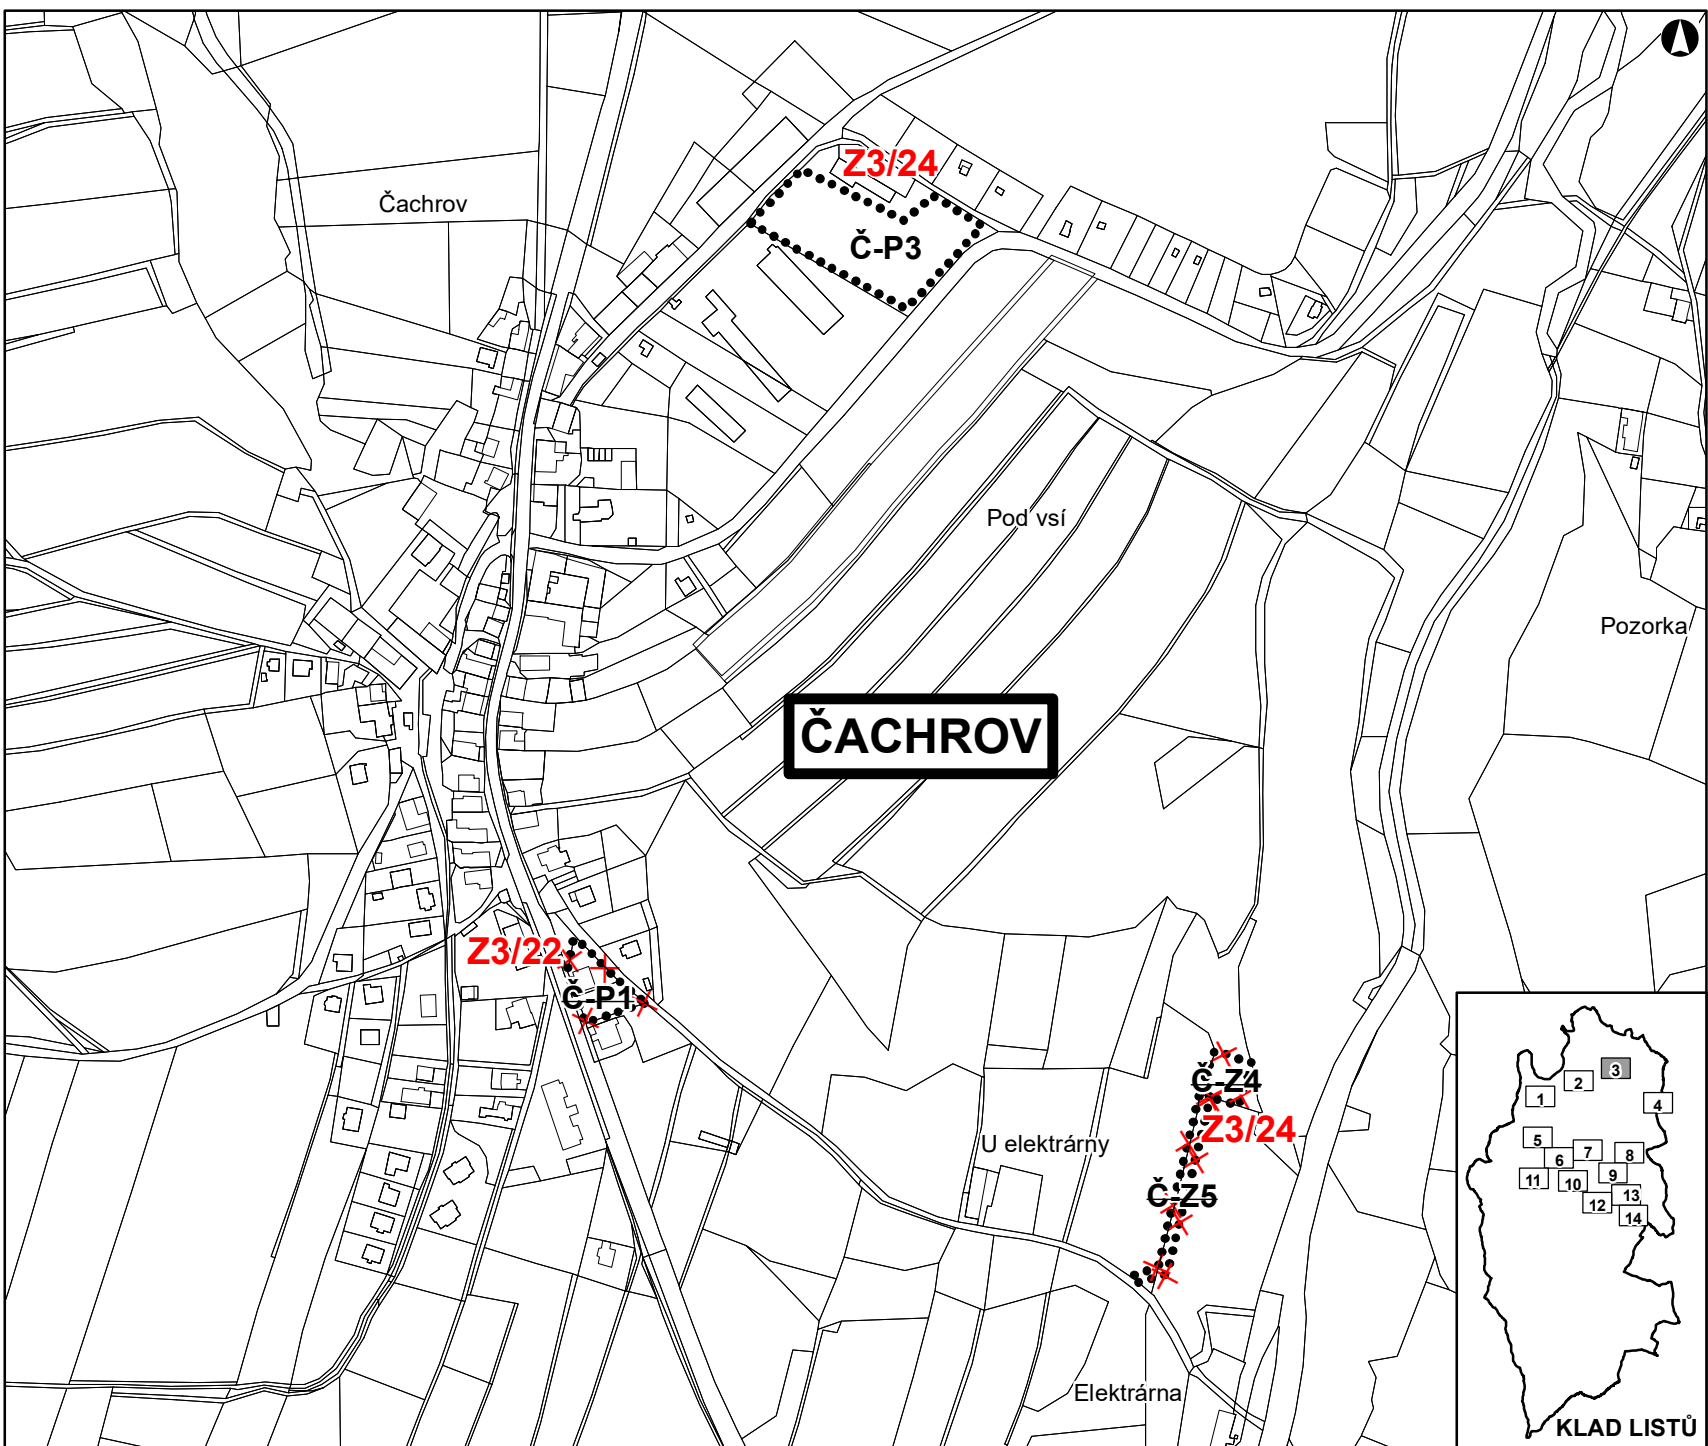 Z3/24
Čachrov
Č-P3
Pod vsí
Pozorka
ČACHROV
Z3/22
Č-P1
Č-Z4
Z3/24
U elektrárny
Č-Z5
Elektrárna
3
2
1
4
5
7
8
6
9
11
10
13
12
14
KLAD LISTŮ